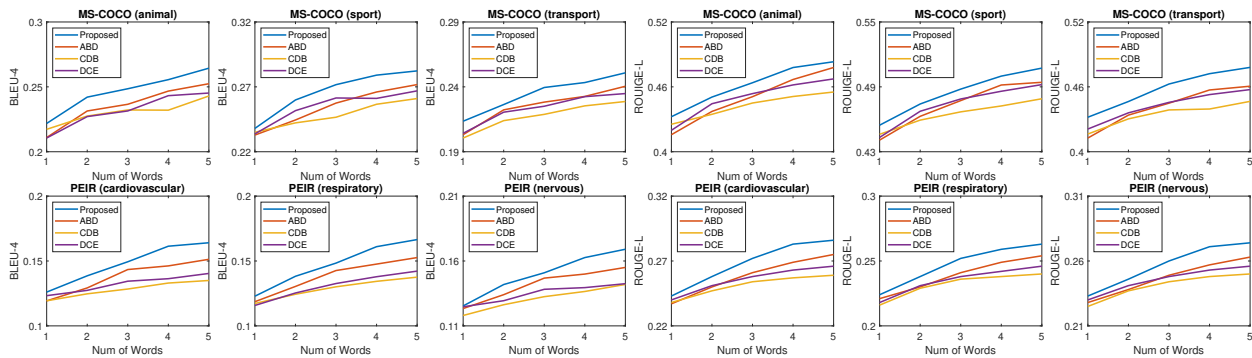 MS-COCO (animal)
BLEU-4
0.3
0.25
0.2
Proposed
ABD
CDB
DCE
1 2 3 4 5
Num of Words
MS-COCO (sport)
BLEU-4
0.32
0.27
0.22
Proposed
ABD
CDB
DCE
1 2 3 4 5
Num of Words
MS-COCO (transport)
BLEU-4
0.29
0.24
0.19
Proposed
ABD
CDB
DCE
1 2 3 4 5
Num of Words
MS-COCO (animal)
ROUIGE-L
0.52
0.46
0.4
Proposed
ABD
CDB
DCE
1 2 3 4 5
Num of Words
MS-COCO (sport)
ROUIGE-L
0.55
0.49
0.43
Proposed
ABD
CDB
DCE
1 2 3 4 5
Num of Words
MS-COCO (transport)
ROUIGE-L
0.52
0.46
0.4
Proposed
ABD
CDB
DCE
1 2 3 4 5
Num of Words
PEIR (cardiovascular)
BLEU-4
0.2
0.15
0.1
Proposed
ABD
CDB
DCE
1 2 3 4 5
Num of Words
PEIR (respiratory)
BLEU-4
0.2
0.15
0.1
Proposed
ABD
CDB
DCE
1 2 3 4 5
Num of Words
PEIR (nervous)
BLEU-4
0.21
0.16
0.11
Proposed
ABD
CDB
DCE
1 2 3 4 5
Num of Words
PEIR (cardiovascular)
ROUGE-L
0.32
0.27
0.22
Proposed
ABD
CDB
DCE
1 2 3 4 5
Num of Words
PEIR (respiratory)
ROUGE-L
0.3
0.25
0.2
Proposed
ABD
CDB
DCE
1 2 3 4 5
Num of Words
PEIR (nervous)
ROUGE-L
0.31
0.26
0.21
Proposed
ABD
CDB
DCE
1 2 3 4 5
Num of Words